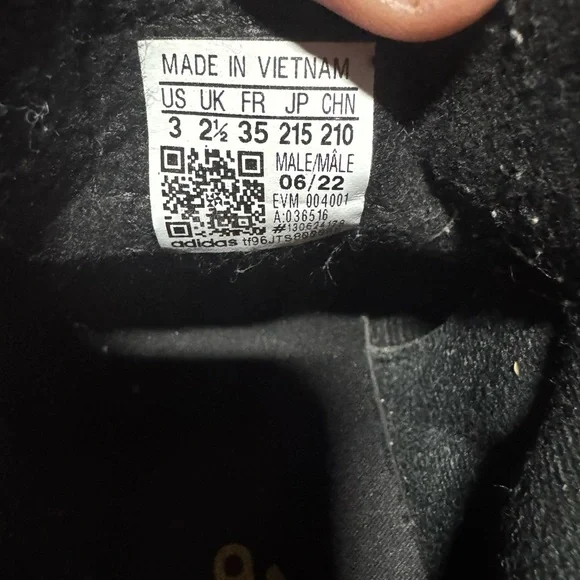 MADE IN VIETNAM
US UK FR JP CHN
3 2½ 35 215 210
MALE/MÂLE
06/22
EVM 004001
A:036516
adidas